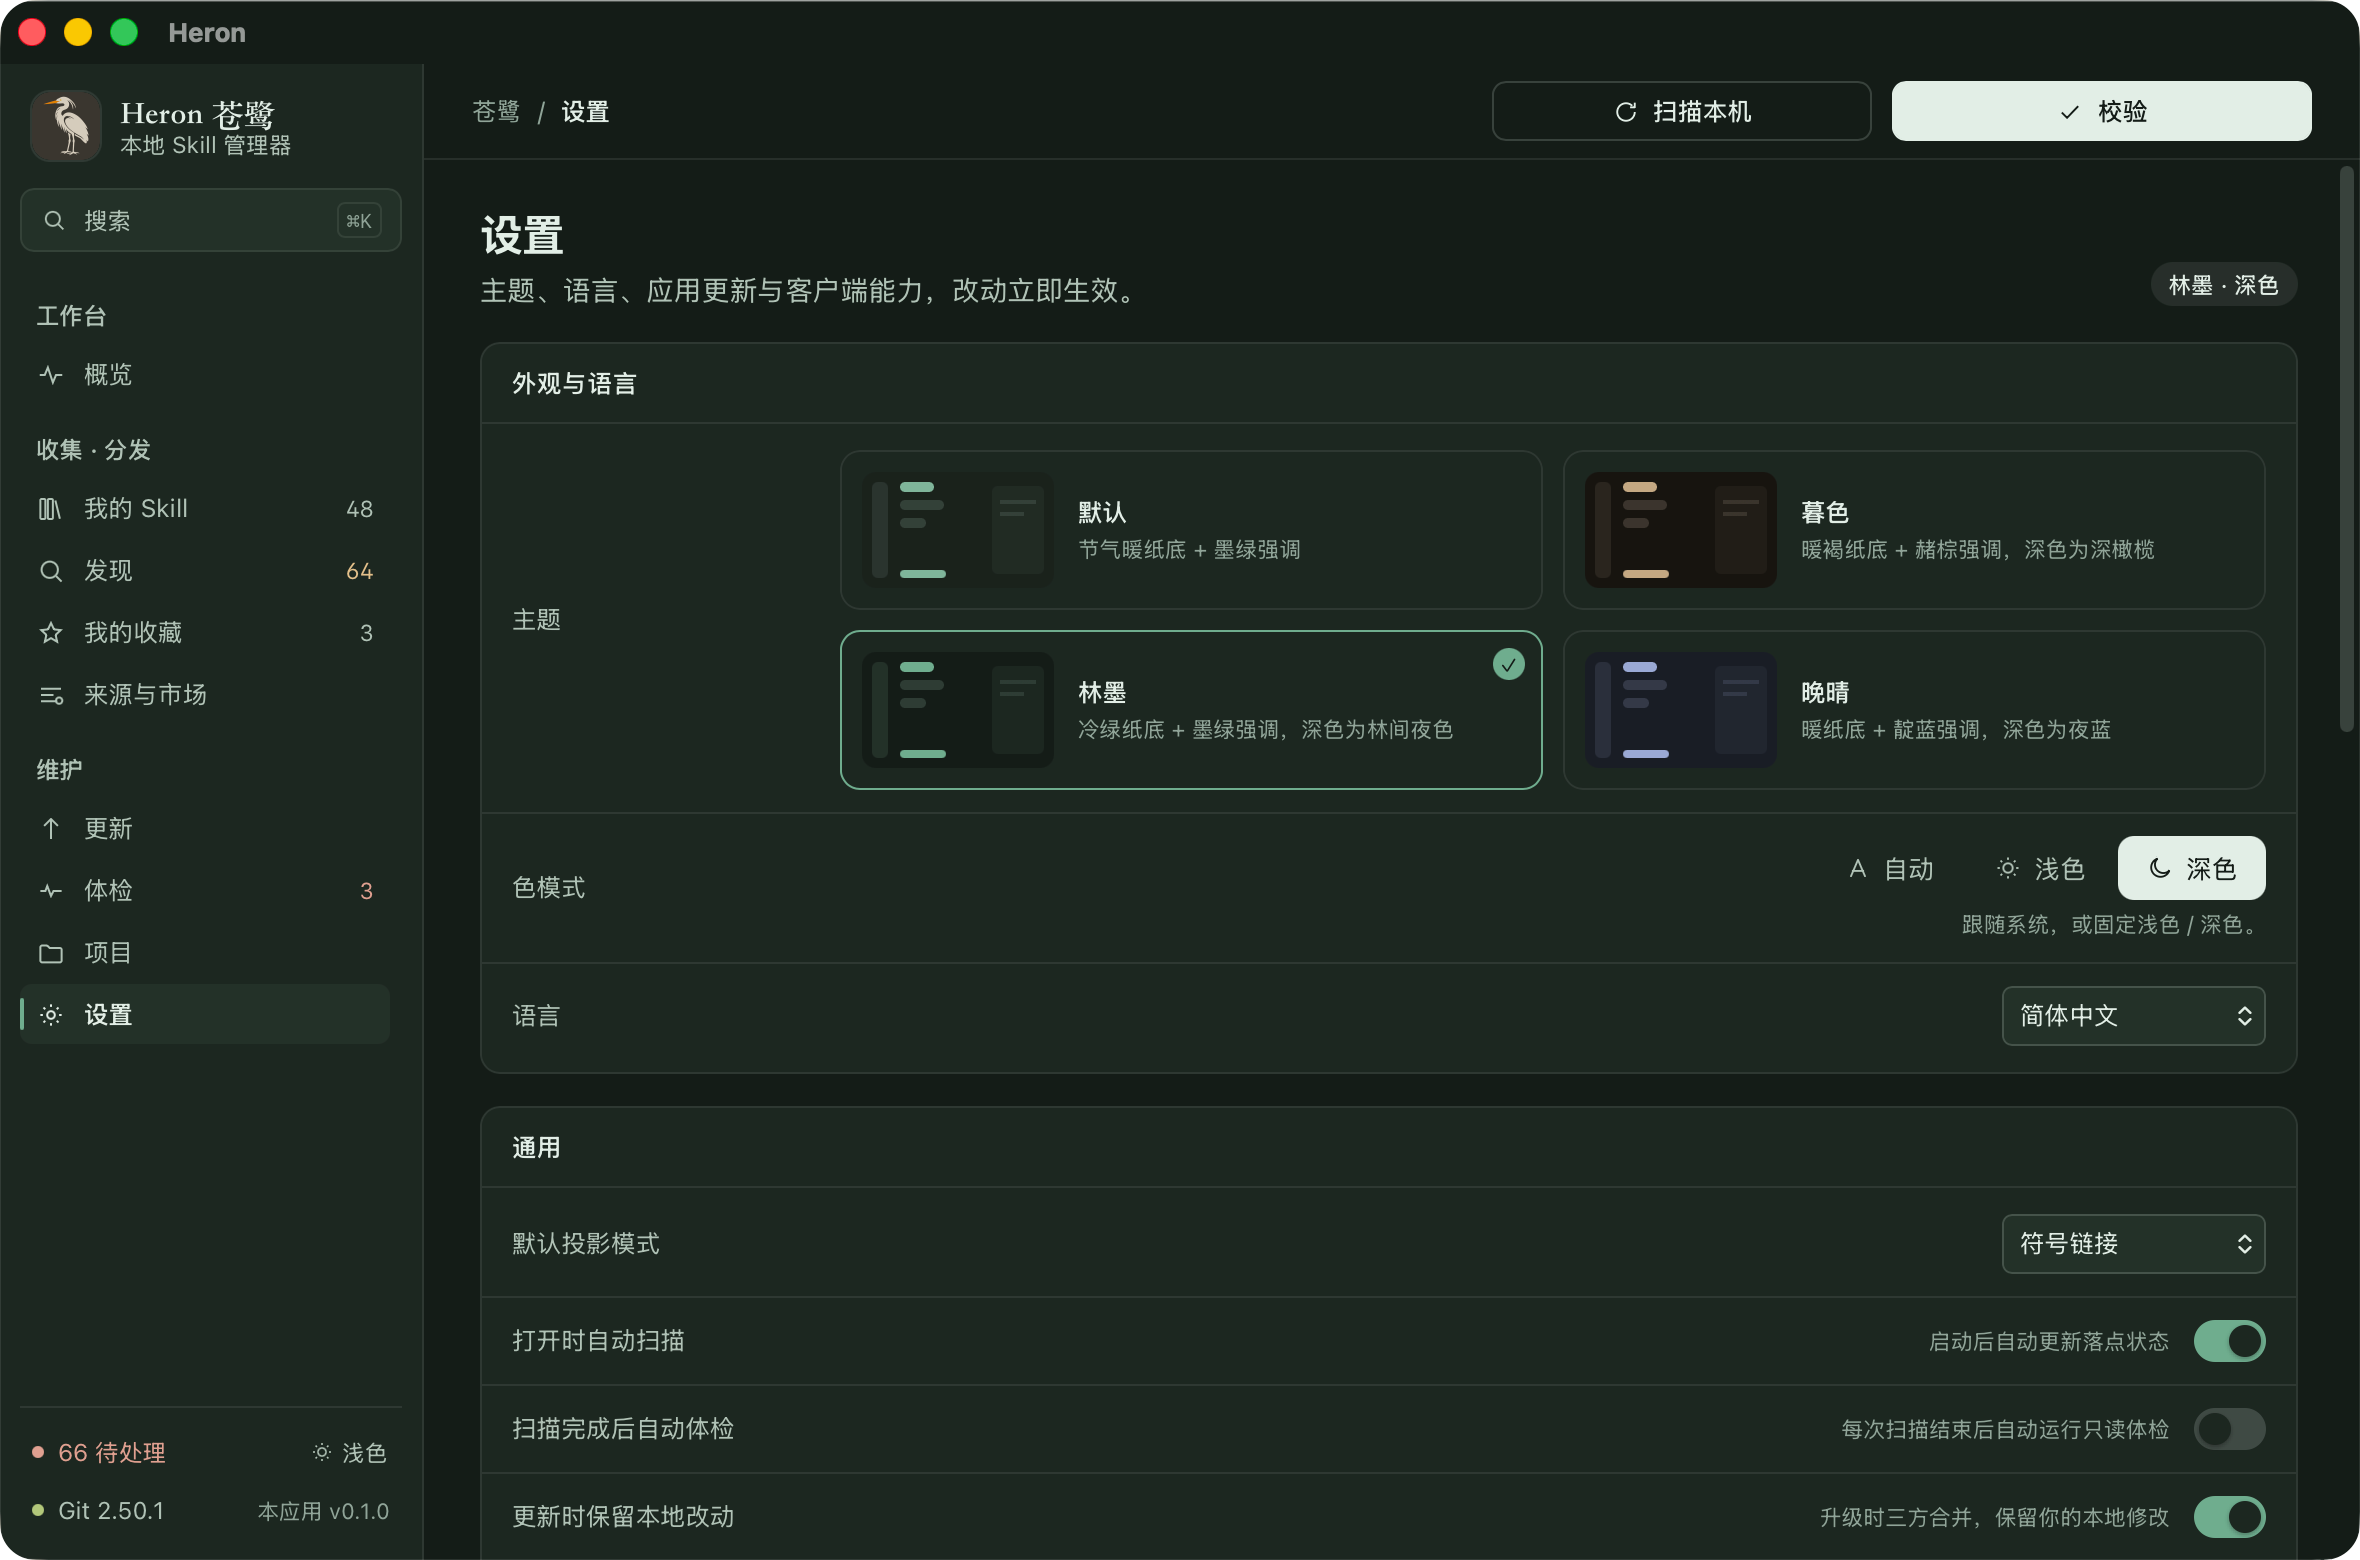 Heron
Heron 苍鹭
本地 Skill 管理器
搜索 ⌘K
工作台
概览
收集 · 分发
我的 Skill 48
发现 64
我的收藏 3
来源与市场
维护
更新
体检 3
项目
设置
66 待处理 浅色
Git 2.50.1 本应用 v0.1.0
苍鹭 / 设置
扫描本机
校验
设置
主题、语言、应用更新与客户端能力，改动立即生效。
林墨 · 深色
外观与语言
主题
默认
节气暖纸底 + 墨绿强调
暮色
暖褐纸底 + 赭棕强调，深色为深橄榄
林墨
冷绿纸底 + 墨绿强调，深色为林间夜色
晚晴
暖纸底 + 靛蓝强调，深色为夜蓝
色模式
A 自动 浅色 深色
跟随系统，或固定浅色 / 深色。
语言 简体中文
通用
默认投影模式 符号链接
打开时自动扫描 启动后自动更新落点状态
扫描完成后自动体检 每次扫描结束后自动运行只读体检
更新时保留本地改动 升级时三方合并，保留你的本地修改